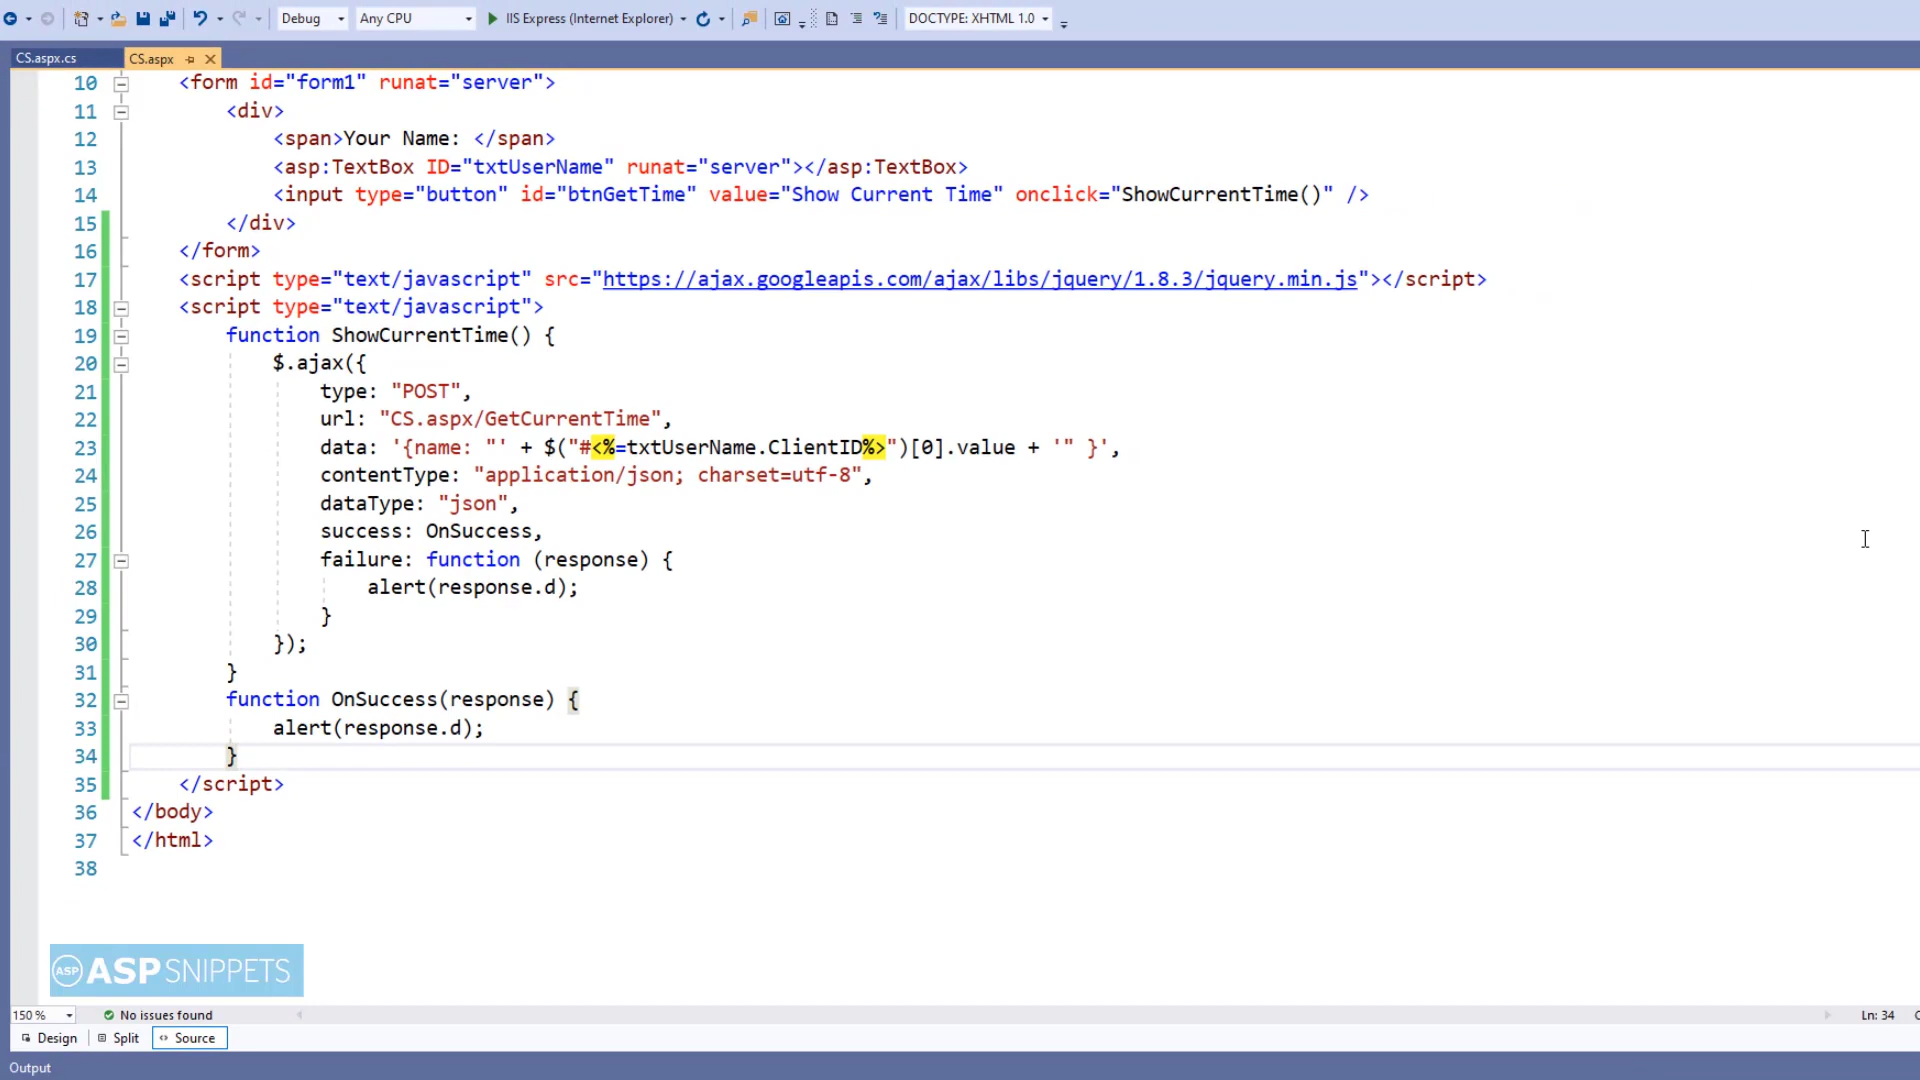 Debug Any CPU IIS Express (Internet Explorer) DOCTYPE: XHTML 1.0
CS.aspx.cs CS.aspx
10 <form id="form1" runat="server">
11 <div>
12 <span>Your Name: </span>
13 <asp:TextBox ID="txtUserName" runat="server"></asp:TextBox>
14 <input type="button" id="btnGetTime" value="Show Current Time" onclick="ShowCurrentTime()" />
15 </div>
16 </form>
17 <script type="text/javascript" src="https://ajax.googleapis.com/ajax/libs/jquery/1.8.3/jquery.min.js"></script>
18 <script type="text/javascript">
19 function ShowCurrentTime() {
20 $.ajax({
21 type: "POST",
22 url: "CS.aspx/GetCurrentTime",
23 data: '{name: "' + $("#<%=txtUserName.ClientID%>")[0].value + '" }',
24 contentType: "application/json; charset=utf-8",
25 dataType: "json",
26 success: OnSuccess,
27 failure: function (response) {
28 alert(response.d);
29 }
30 });
31 }
32 function OnSuccess(response) {
33 alert(response.d);
34 }
35 </script>
36 </body>
37 </html>
38
ASP ASPSNIPPETS
150 % No issues found Ln: 34
Design Split Source
Output